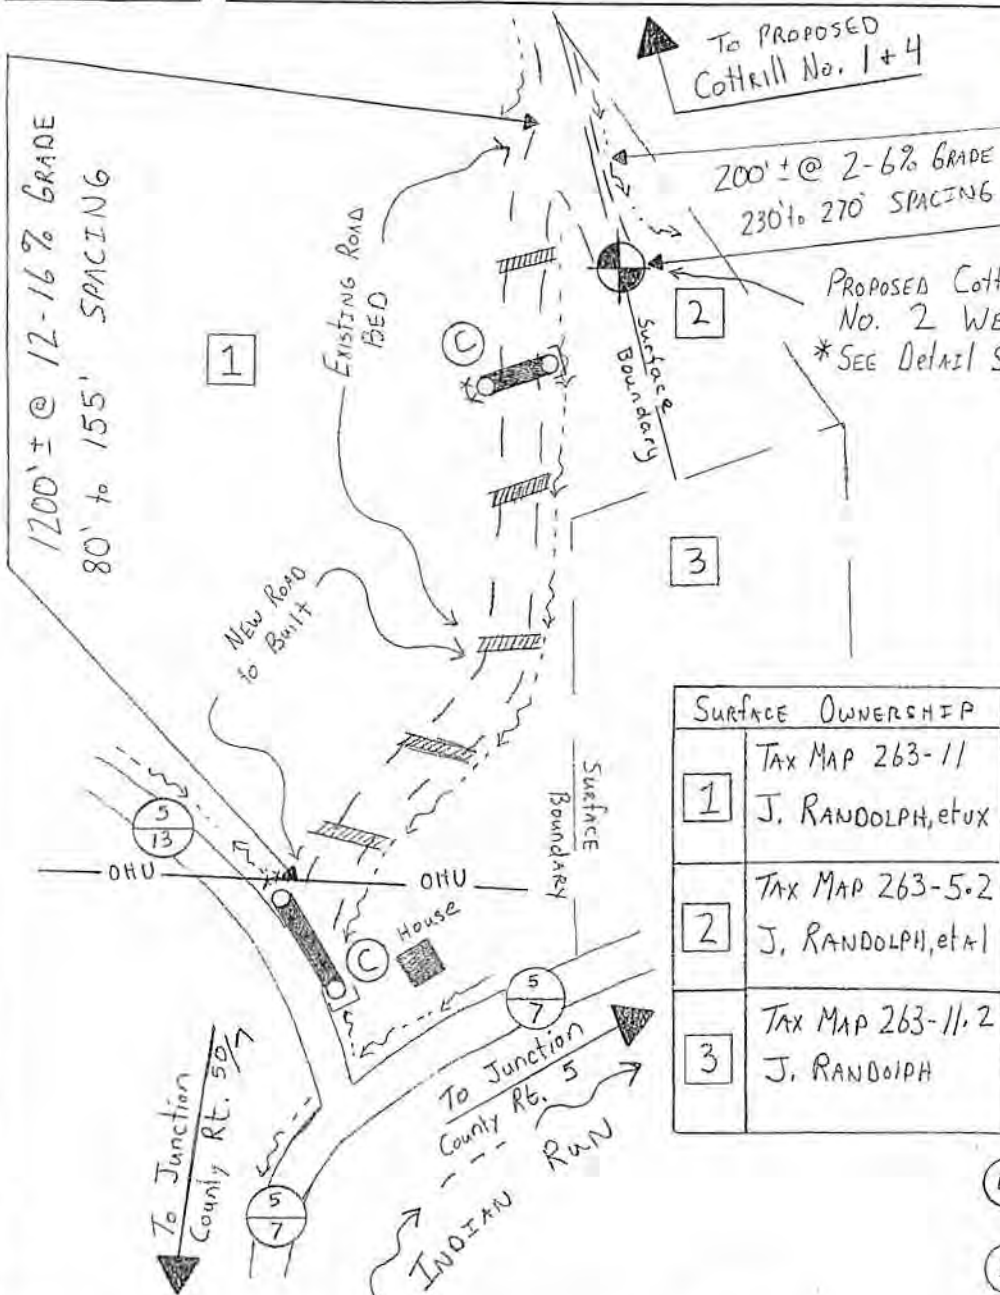 To PROPOSED
Cottrill No. 1 + 4
200' ± @ 2-6% GRADE
230' to 270' SPACING
PROPOSED
No. 2
* SEE DetAil
1200' ± @ 12-16% GRADE
80' to 155' SPACING
EXISTING ROAD
BED
1
2
3
C
Surface
Boundary
NEW ROAD
to Built
SURFACE
Boundary
5
13
OHU
OHU
House
C
5
7
To Junction
County Rt. 5
To Junction
County Rt. 50/7
5
7
INDIAN RUN
SURFACE OWNERSHIP
1
TAX MAP 263-11
J. RANDOLPH, etux
2
TAX MAP 263-5.2
J. RANDOLPH, etAl
3
TAX MAP 263-11.2
J. RANDOlPH